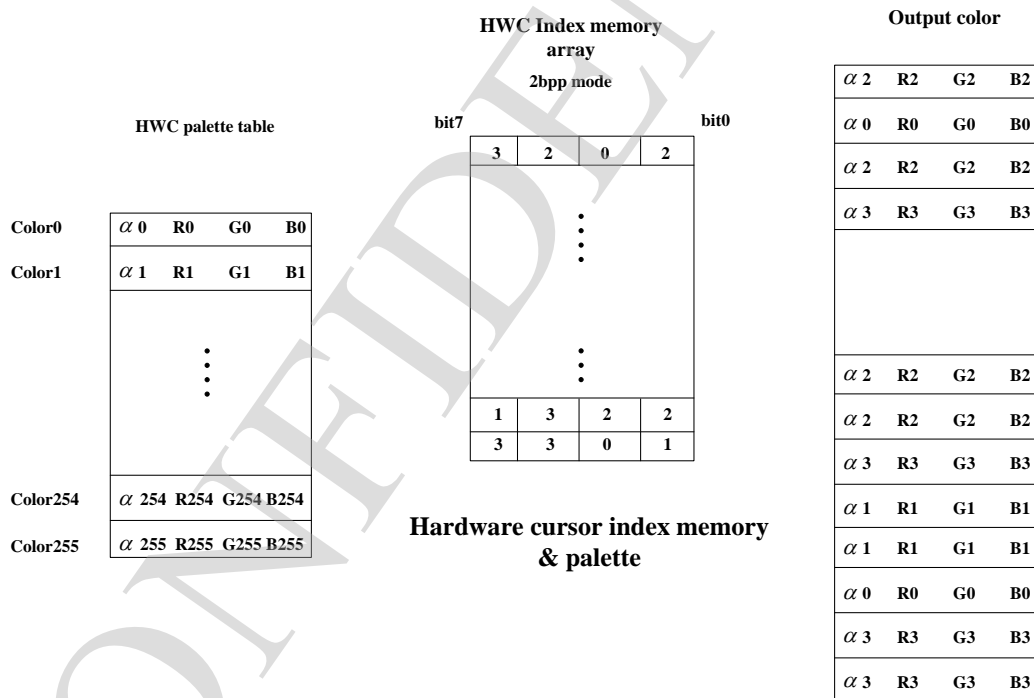 HWC palette table
Color0 α 0 R0 G0 B0
Color1 α 1 R1 G1 B1
Color254 α 254 R254 G254 B254
Color255 α 255 R255 G255 B255
HWC Index memory
array
2bpp mode
bit7 bit0
3 2 0 2
1 3 2 2
3 3 0 1
Hardware cursor index memory
& palette
Output color
α 2 R2 G2 B2
α 0 R0 G0 B0
α 2 R2 G2 B2
α 3 R3 G3 B3
α 2 R2 G2 B2
α 2 R2 G2 B2
α 3 R3 G3 B3
α 1 R1 G1 B1
α 1 R1 G1 B1
α 0 R0 G0 B0
α 3 R3 G3 B3
α 3 R3 G3 B3
ONFIDE